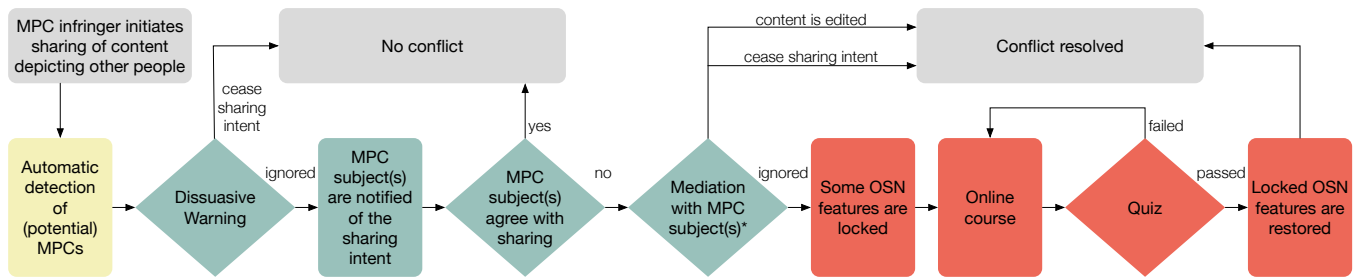 MPC infringer initiates
sharing of content
depicting other people
No conflict
content is edited
cease sharing intent
Conflict resolved
cease
sharing
intent
yes
failed
Automatic
detection
of
(potential)
MPCs
Dissuasive
Warning
ignored
MPC
subject(s)
are notified
of the
sharing
intent
MPC
subject(s)
agree with
sharing
no
Mediation
with MPC
subject(s)*
ignored
Some OSN
features are
locked
Online
course
Quiz
passed
Locked OSN
features are
restored